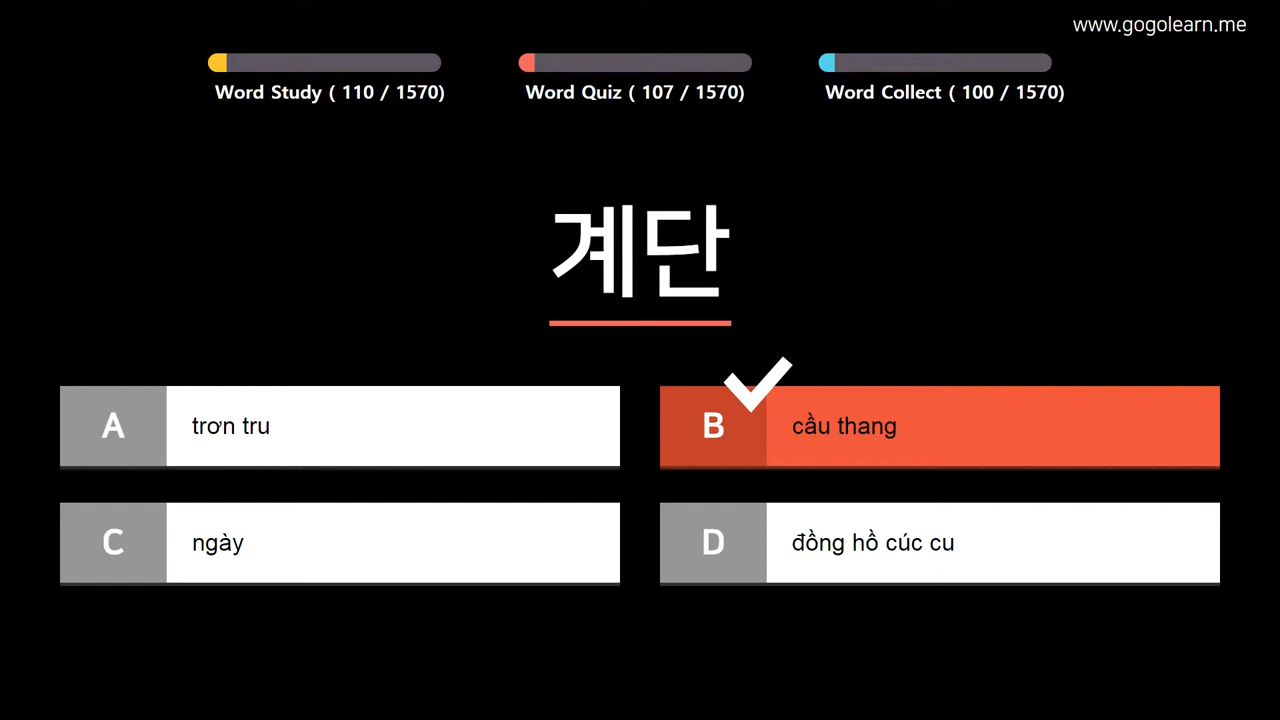 www.gogolearn.me
Word Study ( 110 / 1570)
Word Quiz ( 107 / 1570)
Word Collect ( 100 / 1570)
계단
A
trơn tru
B
cầu thang
C
ngày
D
đồng hồ cúc cu